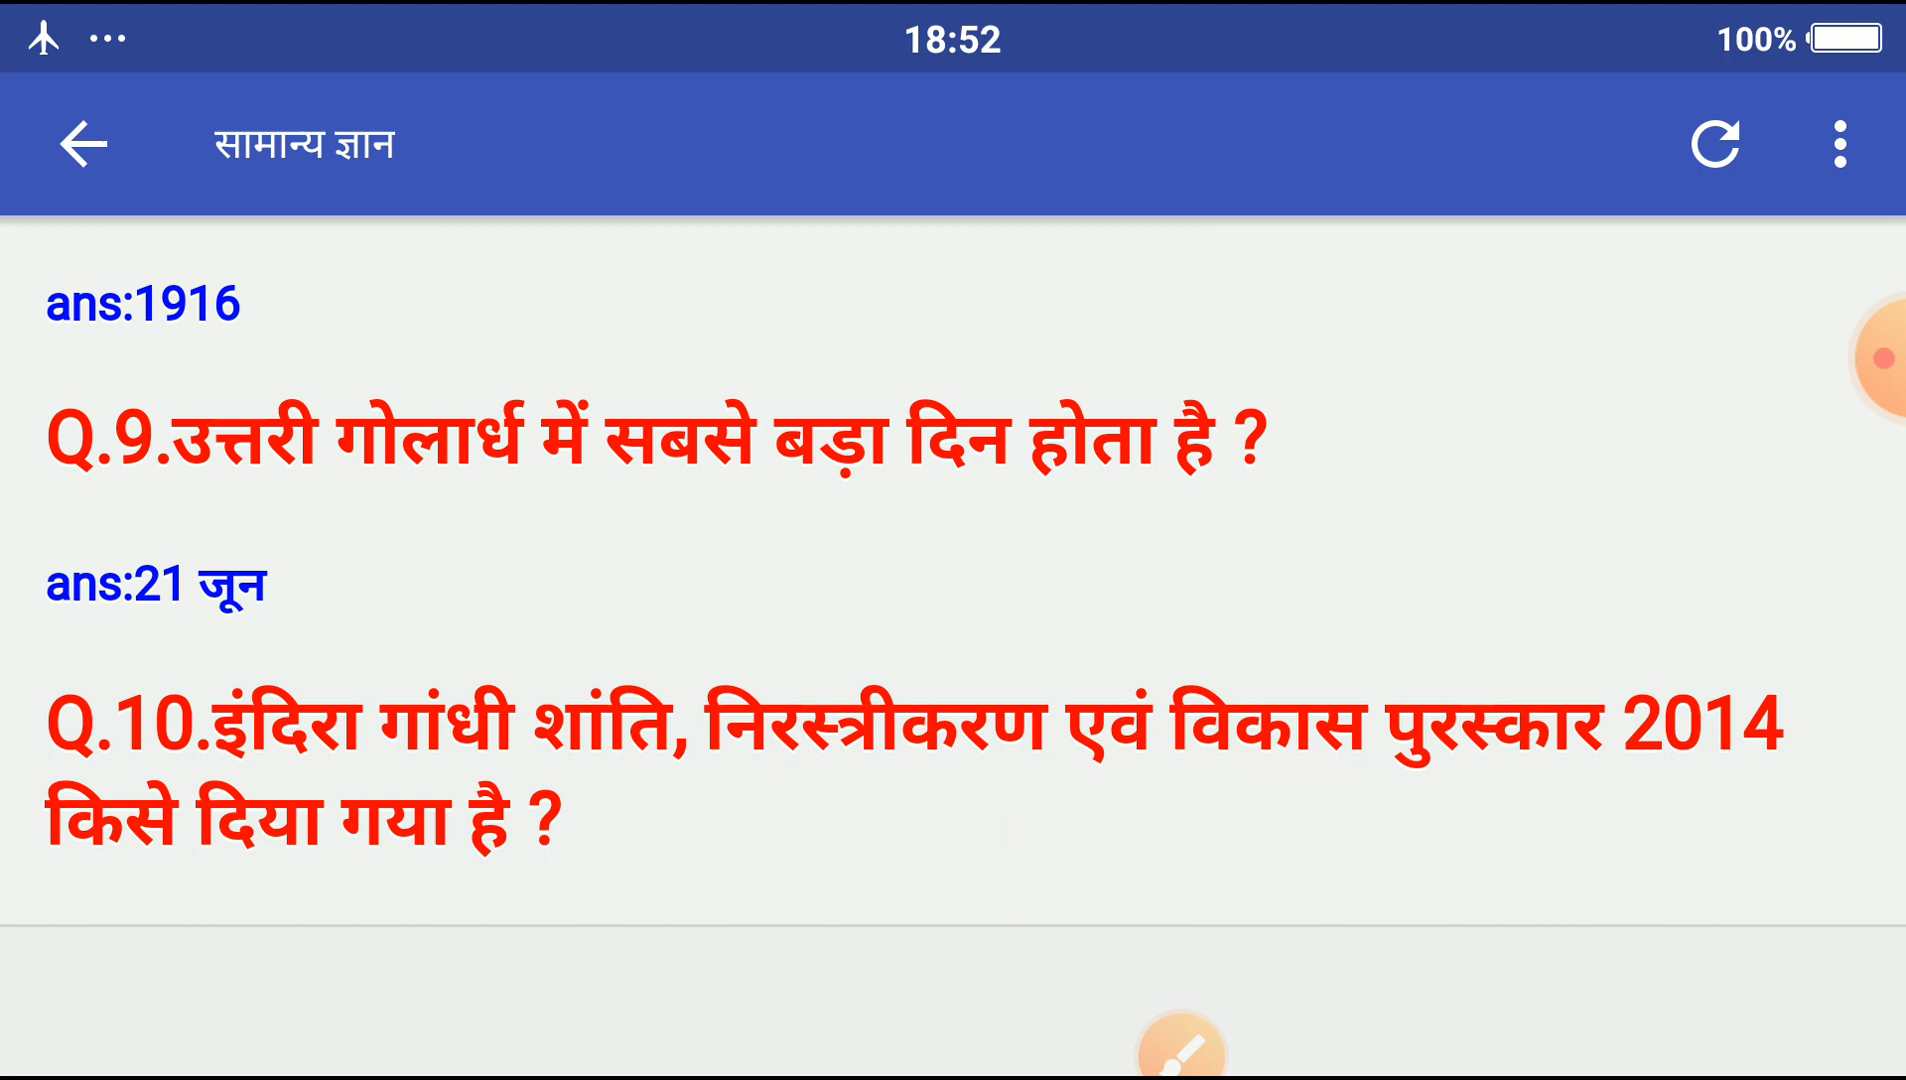 18:52
100%
सामान्य ज्ञान
ans:1916
Q.9.उत्तरी गोलार्ध में सबसे बड़ा दिन होता है ?
ans:21 जून
Q.10.इंदिरा गांधी शांति, निरस्त्रीकरण एवं विकास पुरस्कार 2014
किसे दिया गया है ?